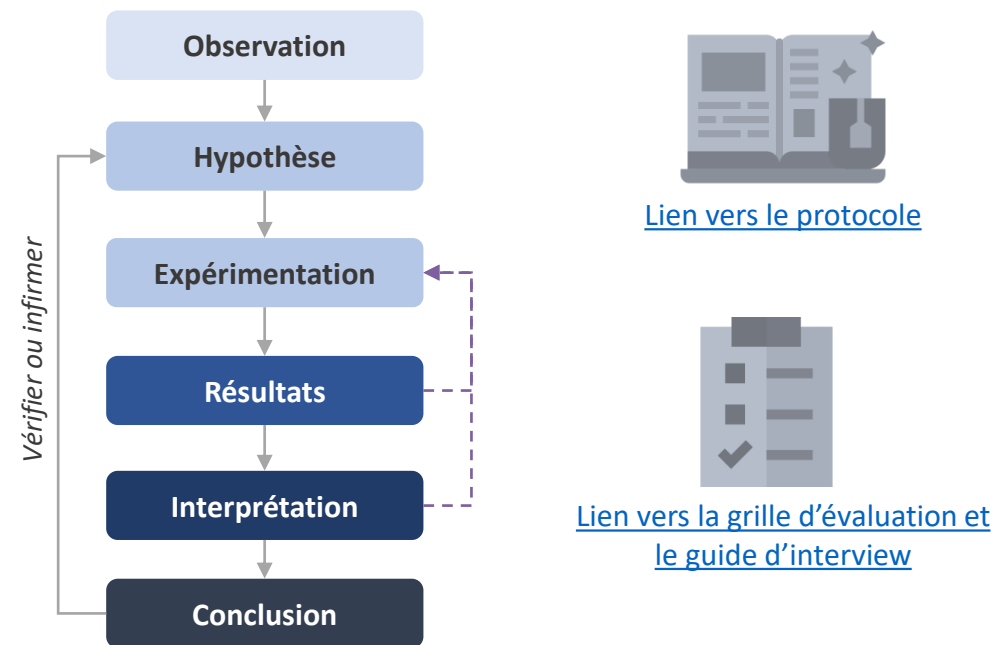 Observation
Hypothèse
Expérimentation
Résultats
Interprétation
Conclusion
Vérifier ou infirmer
Lien vers le protocole
Lien vers la grille d’évaluation et
le guide d’interview